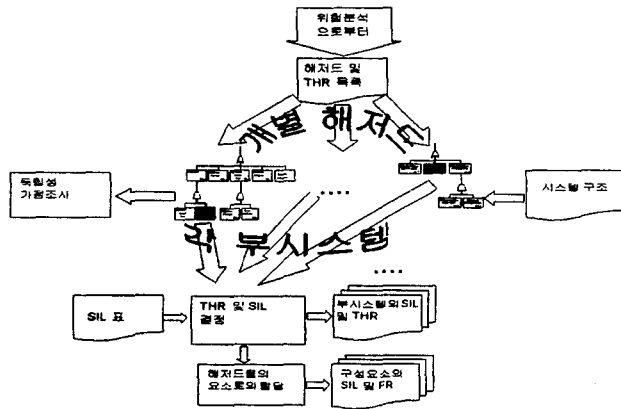 위험분석
으로부터
해저드 및
THR 목록
개별 해저드
독립성
가정조사
....
시스템 구조
각 부시스템
....
SIL 표
THR 및 SIL
결정
부시스템의 SIL
및 THR
해저드율의
요소로의 할당
구성요소의
SIL 및 FR